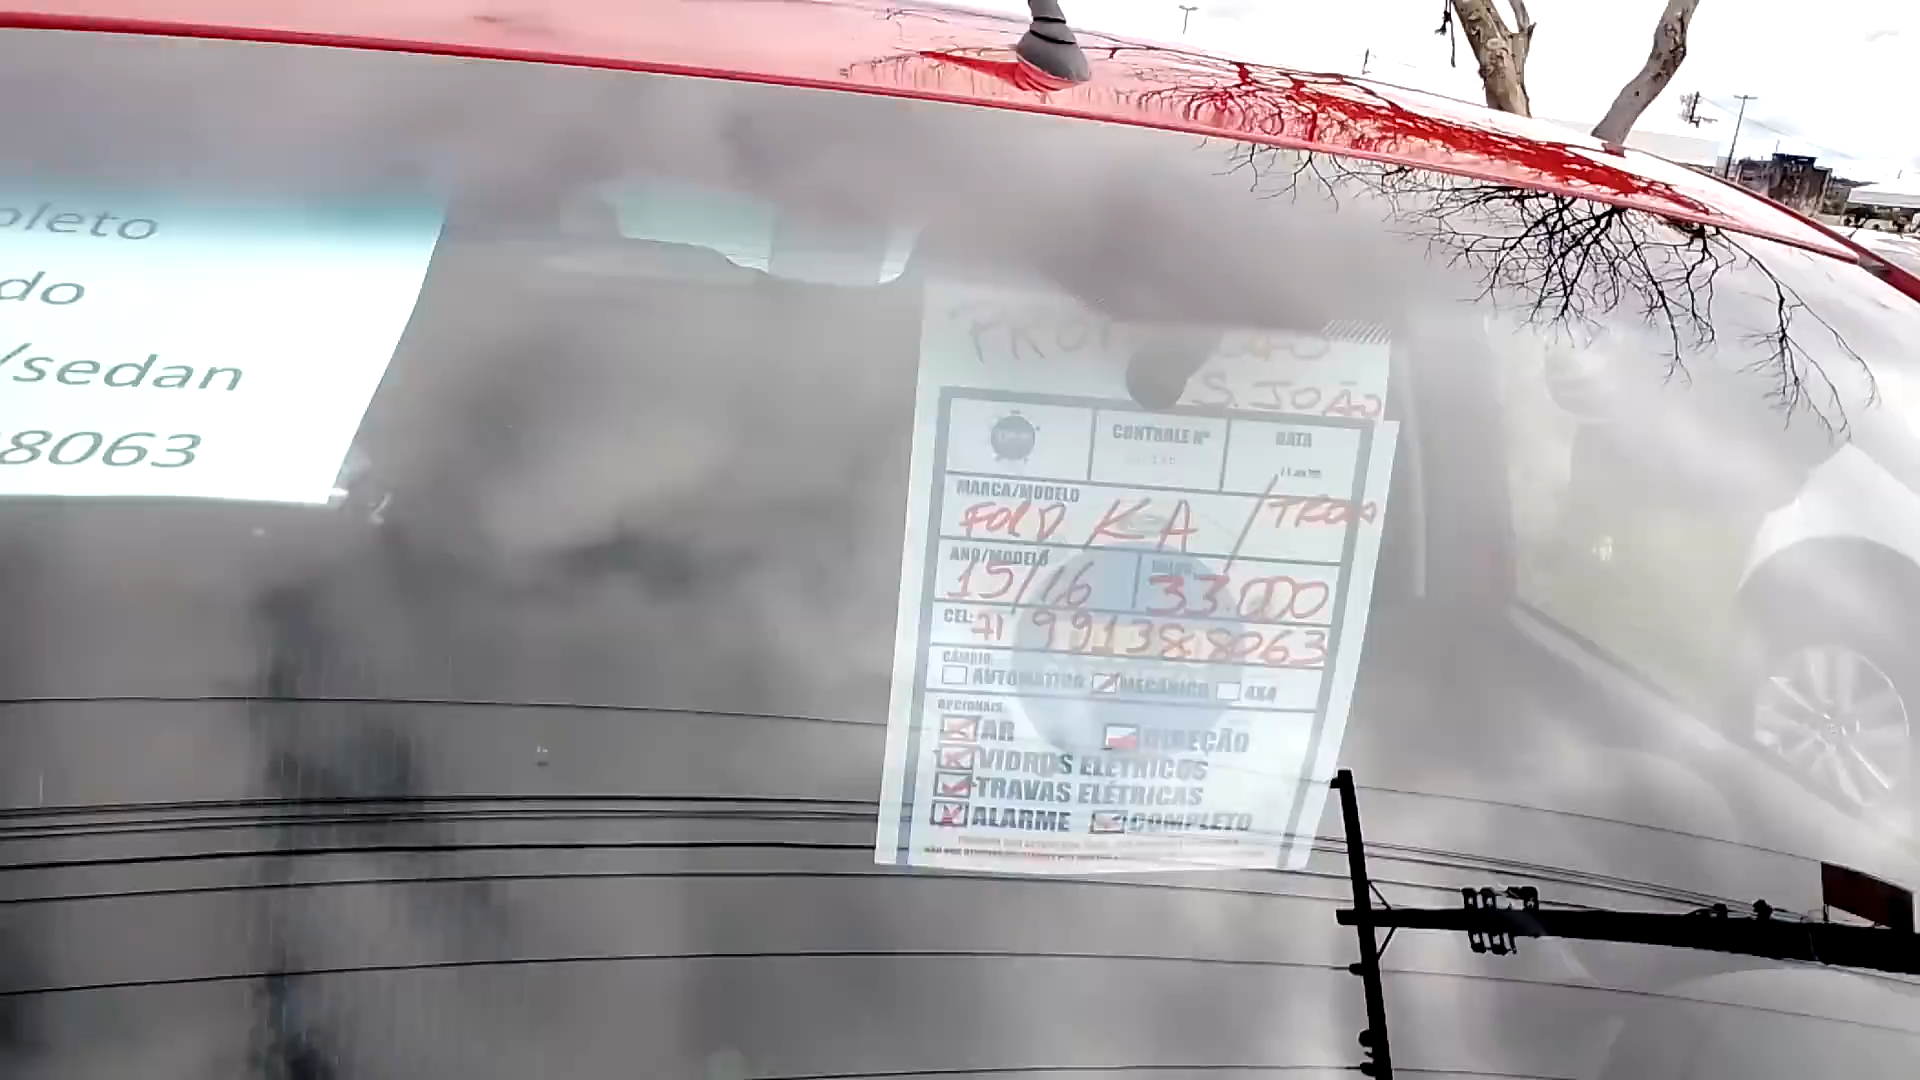 pleto
do
/sedan
8063
S. JOÃO
CONTROLE Nº
DATA
MARCA/MODELO
FORD KA / TROCA
ANO/MODELO
15/16
33.000
CEL: 71 991388063
CÂMBIO:
AUTOMÁTICO MECÂNICO 4X4
OPCIONAIS:
AR DIREÇÃO
VIDROS ELÉTRICOS
TRAVAS ELÉTRICAS
ALARME COMPLETO